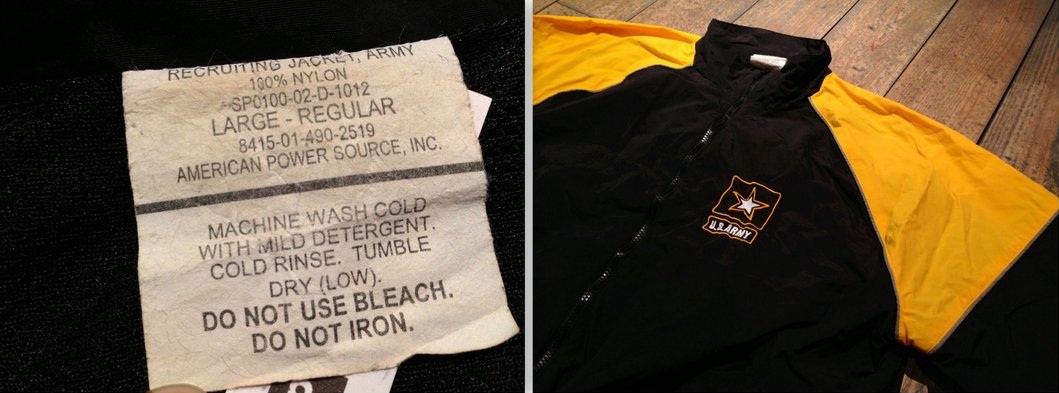 RECRUITING JACKET, ARMY
100% NYLON
SP0100-02-D-1012
LARGE - REGULAR
8415-01-490-2519
AMERICAN POWER SOURCE, INC.
MACHINE WASH COLD
WITH MILD DETERGENT.
COLD RINSE. TUMBLE
DRY (LOW).
DO NOT USE BLEACH.
DO NOT IRON.
U.S.ARMY